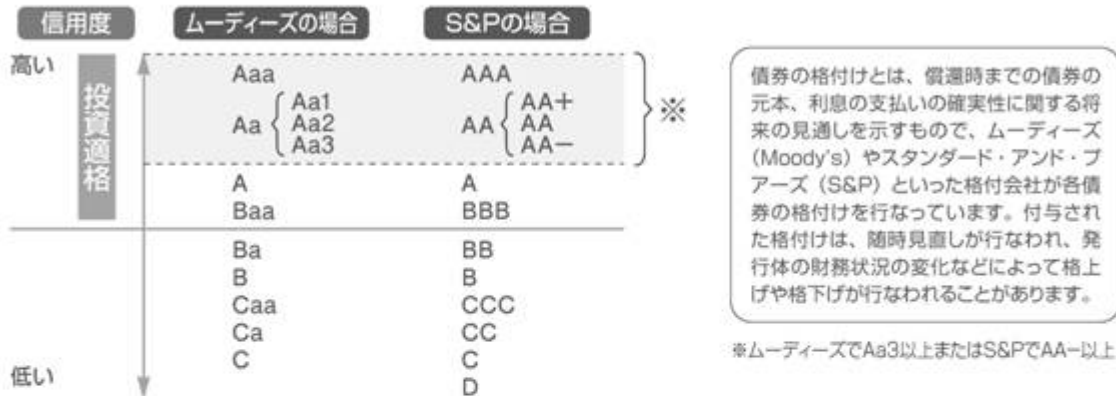 信用度 ムーディーズの場合 S&Pの場合
高い
投資適格
Aaa AAA
Aa Aa1 Aa2 Aa3 AA AA+ AA AA− ※
A A
Baa BBB
Ba BB
B B
Caa CCC
Ca CC
C C
D
低い
債券の格付けとは、償還時までの債券の
元本、利息の支払いの確実性に関する将
来の見通しを示すもので、ムーディーズ
(Moody's)やスタンダード・アンド・プ
アーズ(S&P)といった格付会社が各債
券の格付けを行なっています。付与され
た格付けは、随時見直しが行なわれ、発
行体の財務状況の変化などによって格上
げや格下げが行なわれることがあります。
※ムーディーズでAa3以上またはS&PでAA−以上